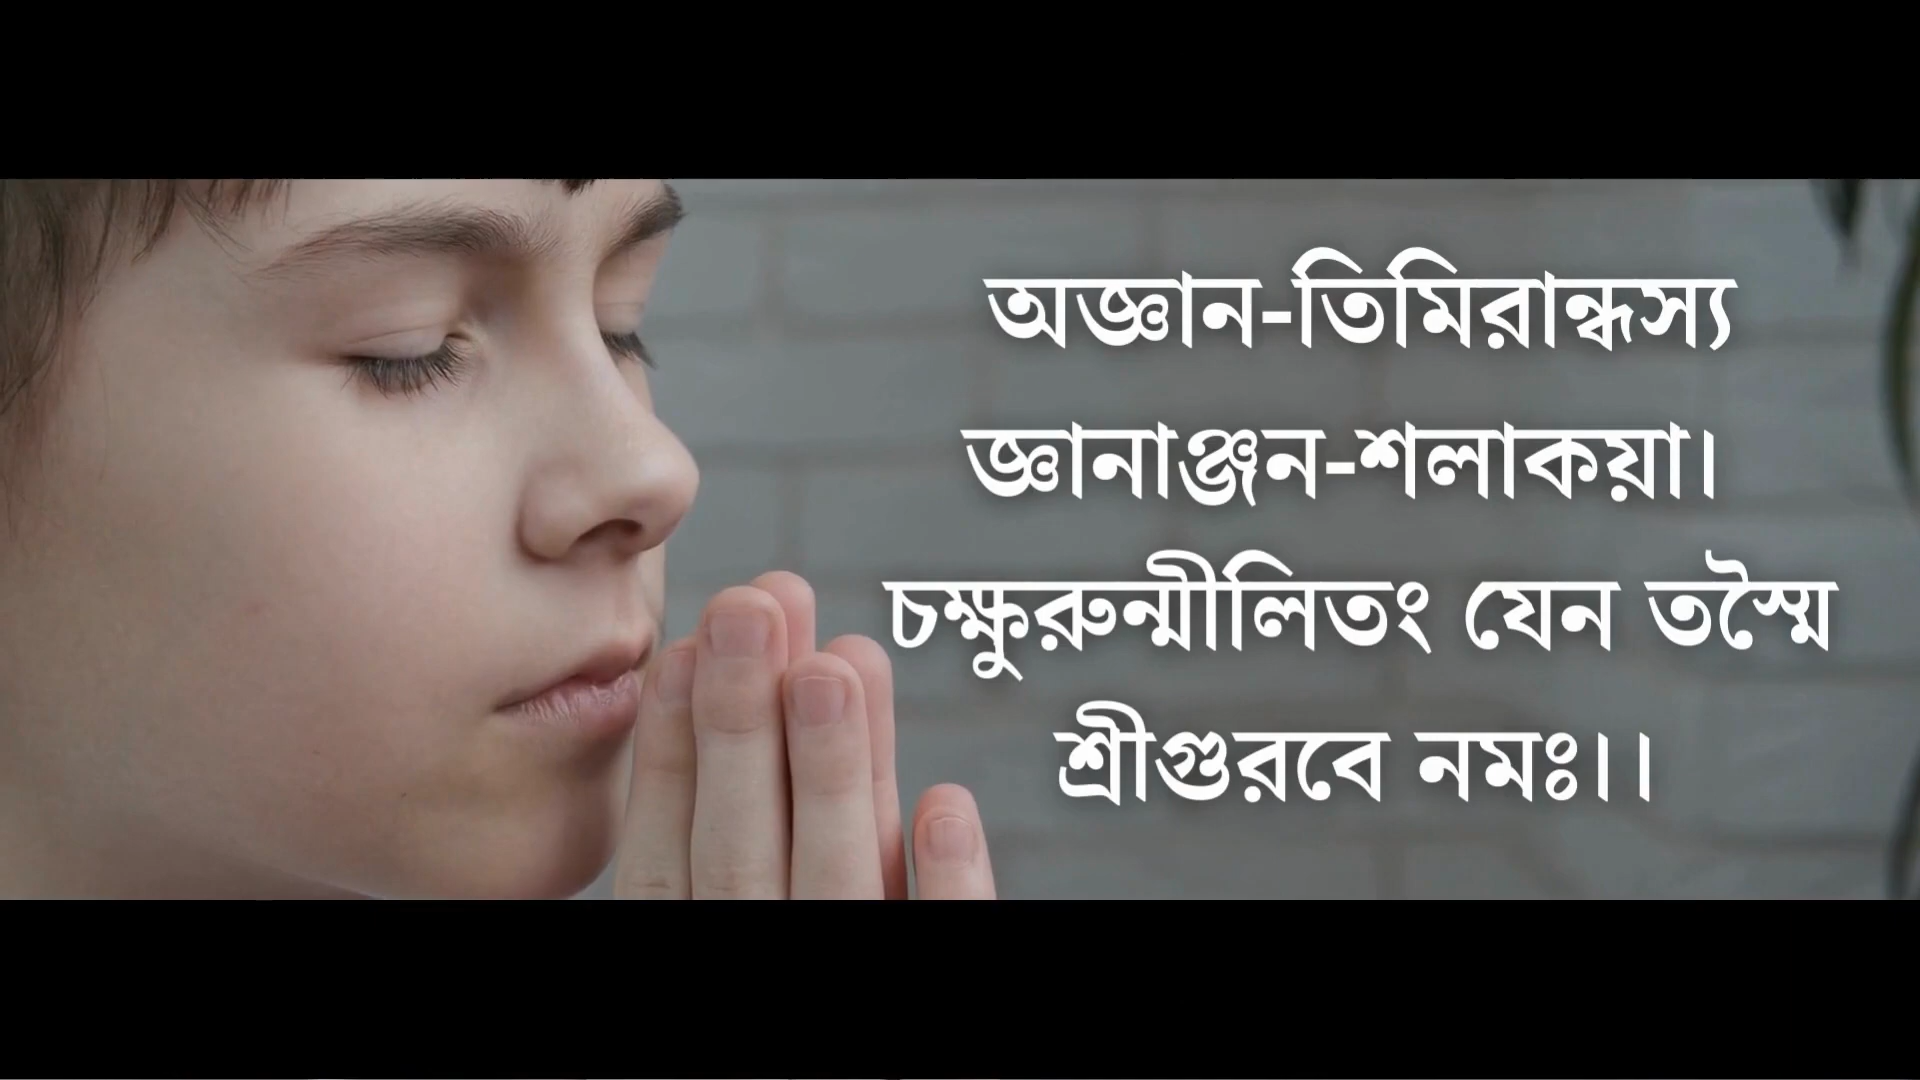 অজ্ঞান-তিমিরান্ধস্য
জ্ঞানাঞ্জন-শলাকয়া।
চক্ষুরুন্মীলিতং যেন তস্মৈ
শ্রীগুরবে নমঃ।।